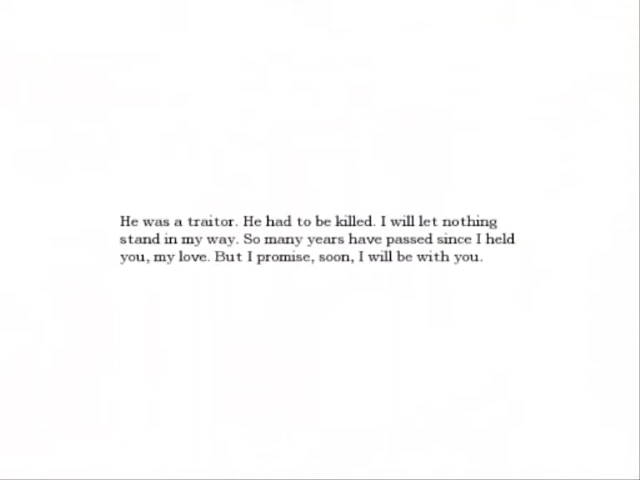 He was a traitor. He had to be killed. I will let nothing
stand in my way. So many years have passed since I held
you, my love. But I promise, soon, I will be with you.